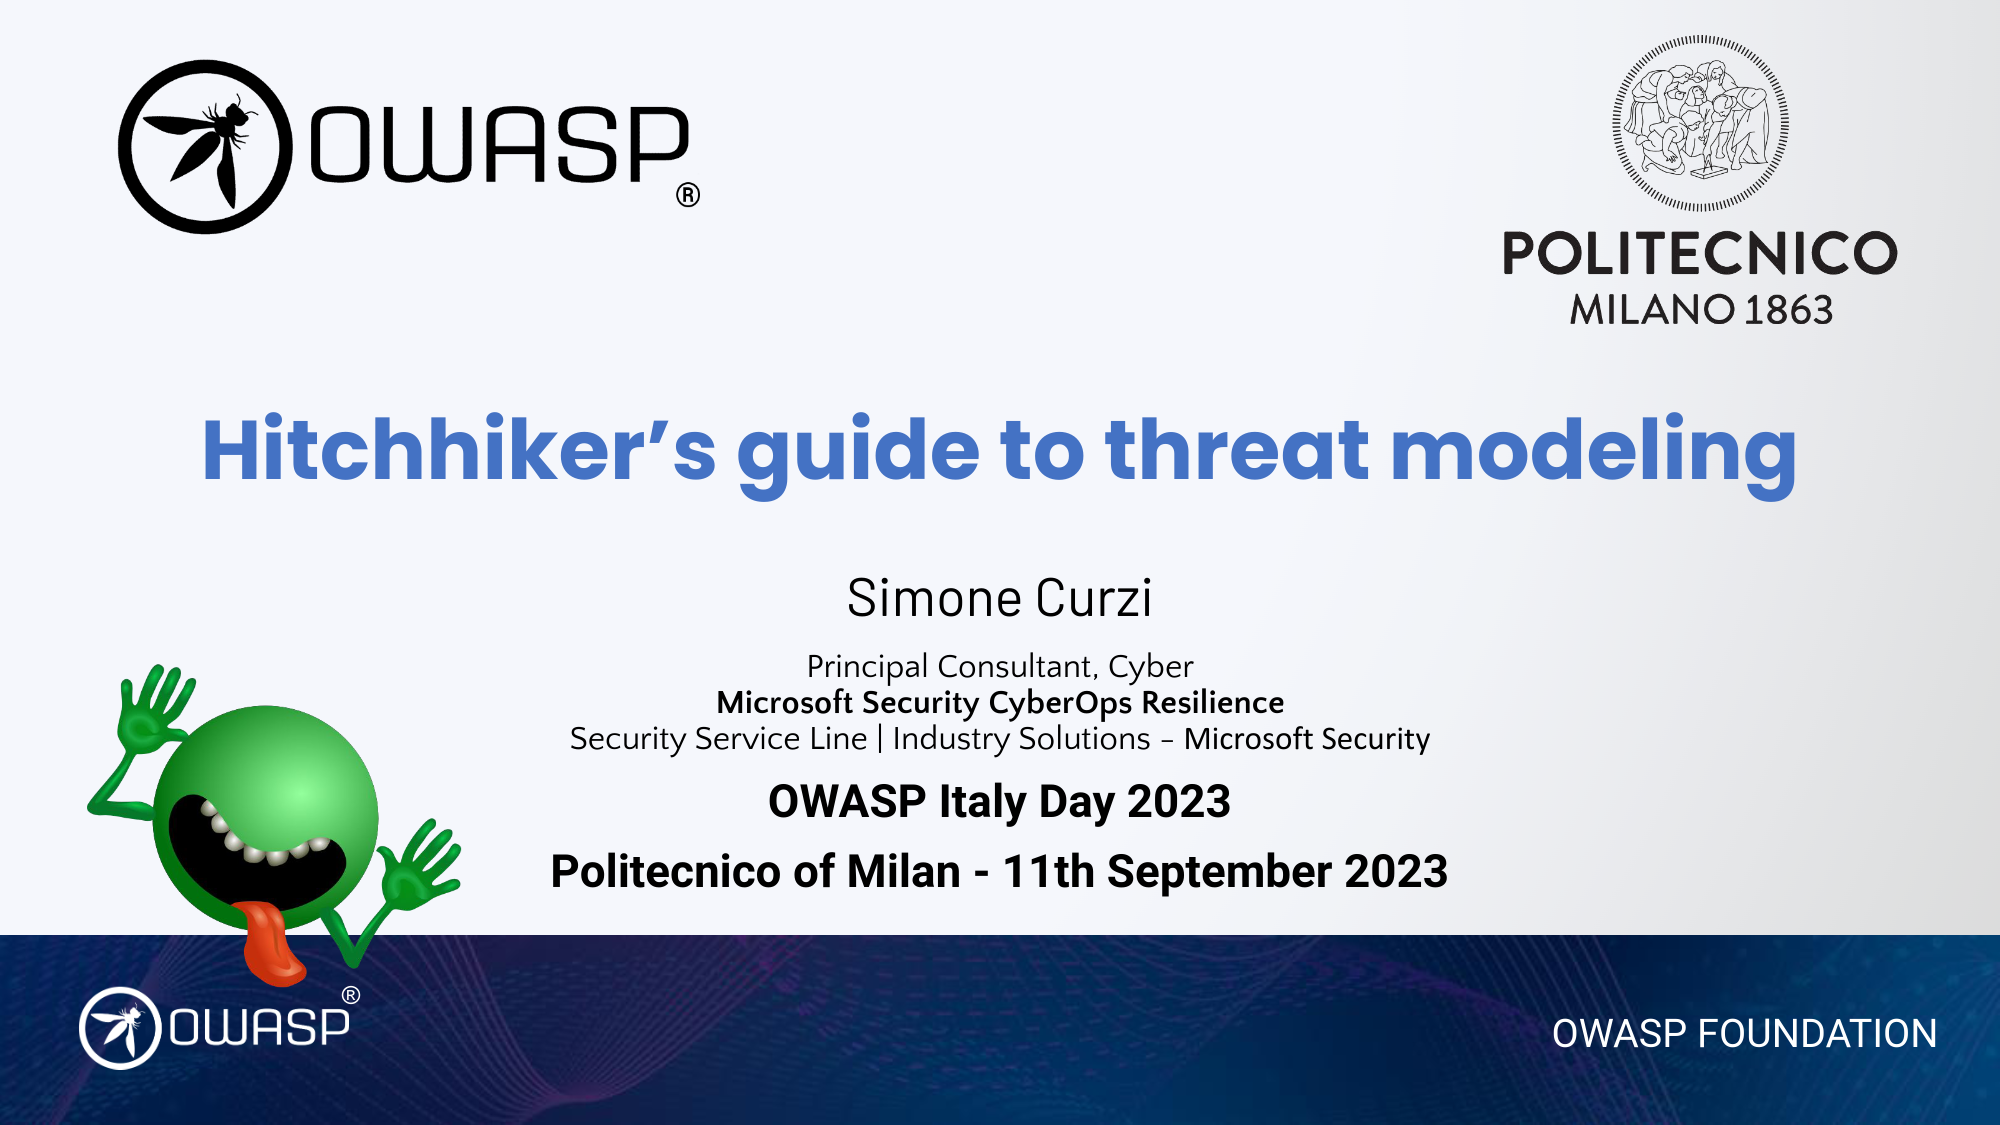 OWASP®
POLITECNICO
MILANO 1863
Hitchhiker’s guide to threat modeling
Simone Curzi
Principal Consultant, Cyber
Microsoft Security CyberOps Resilience
Security Service Line | Industry Solutions – Microsoft Security
OWASP Italy Day 2023
Politecnico of Milan - 11th September 2023
OWASP®
OWASP FOUNDATION